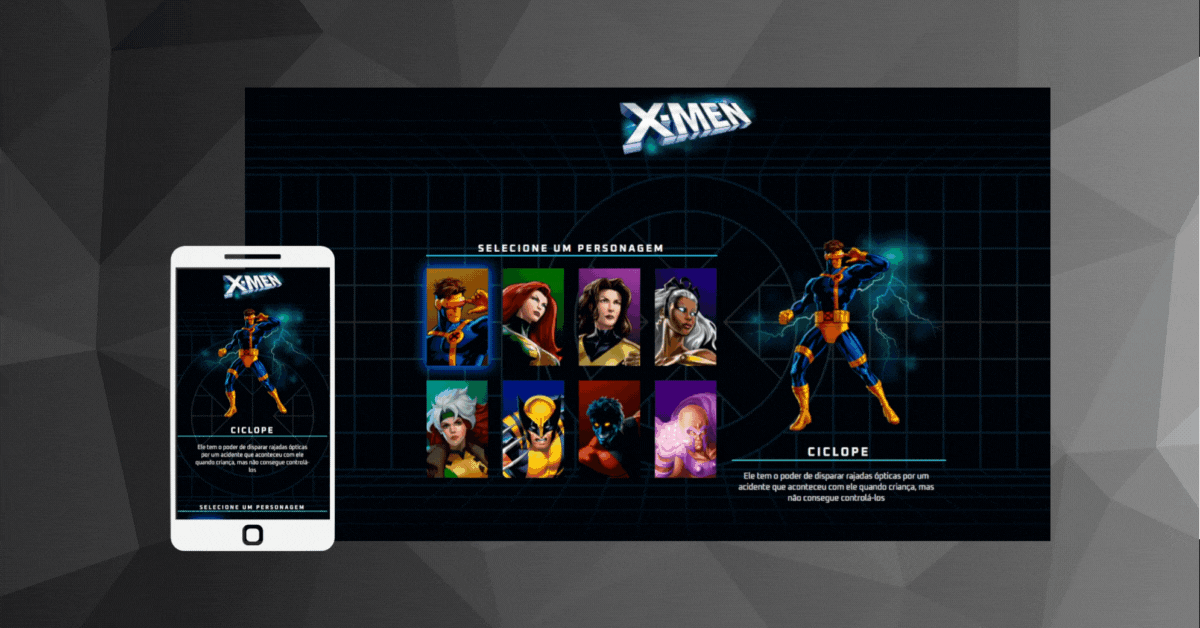 X-MEN
SELECIONE UM PERSONAGEM
CICLOPE
Ele tem o poder de disparar rajadas ópticas por um
acidente que aconteceu com ele quando criança, mas
não consegue controlá-los
X-MEN
CICLOPE
Ele tem o poder de disparar rajadas ópticas
por um acidente que aconteceu com ele
quando criança, mas não consegue controlá-
los
SELECIONE UM PERSONAGEM